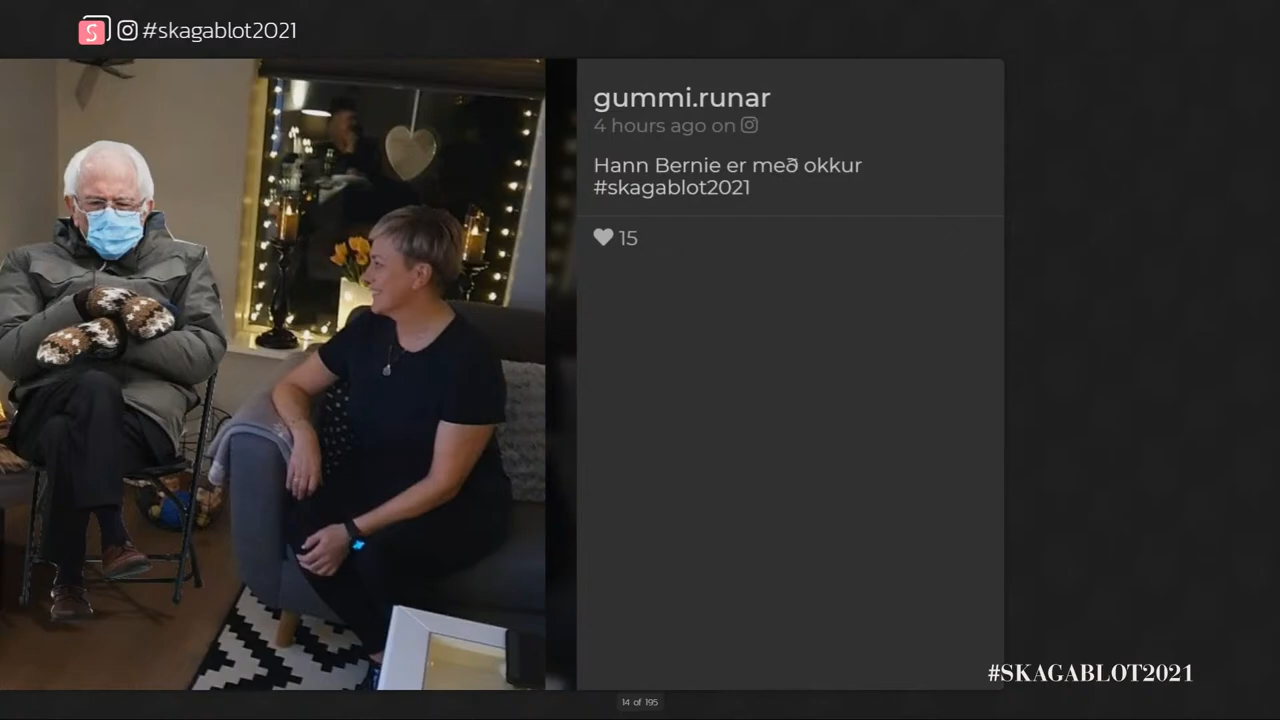 S #skagablot2021
gummi.runar
4 hours ago on
Hann Bernie er með okkur
#skagablot2021
15
#SKAGABLOT2021
14 of 195